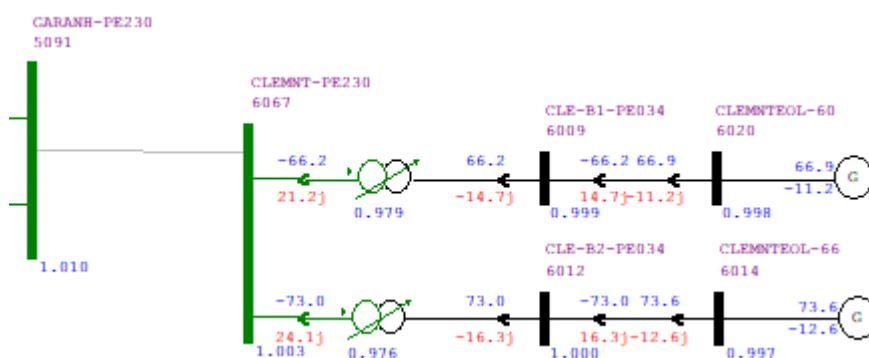 GARANH-PE230
5091
CLEMNT-PE230
6067
CLE-B1-PE034
6009
CLEMNTEOL-60
6020
-66.2
66.2
-66.2 66.9
66.9
G
21.2j
-14.7j
14.7j-11.2j
-11.2
0.979
0.999
0.998
CLE-B2-PE034
6012
CLEMNTEOL-66
6014
1.010
-73.0
73.0
-73.0 73.6
73.6
G
24.1j
-16.3j
16.3j-12.6j
-12.6
1.003
0.976
1.000
0.997